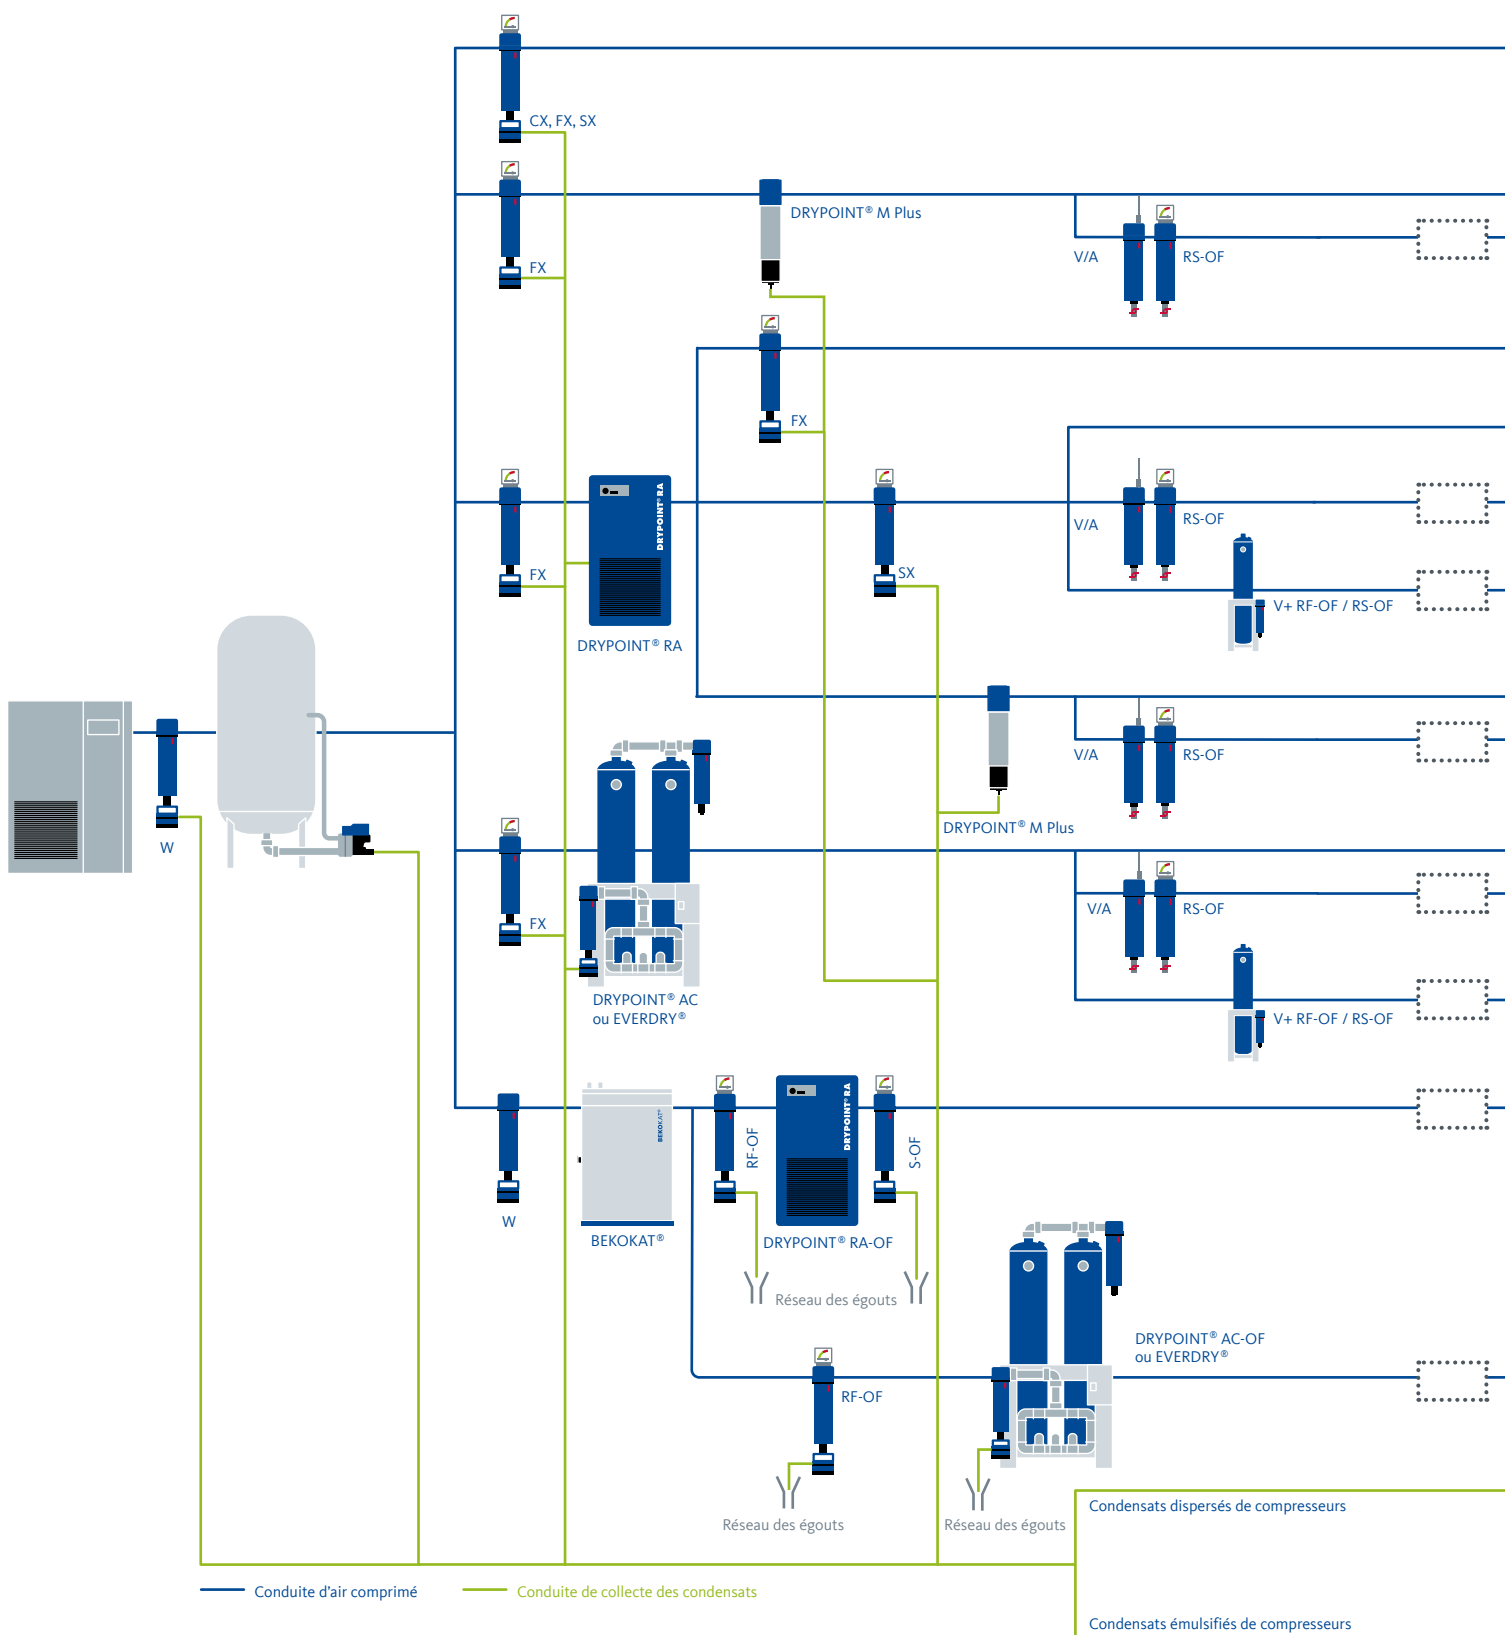 CX, FX, SX
FX
DRYPOINT® M Plus
V/A
RS-OF
FX
FX
DRYPOINT® RA
DRYPOINT® RA
SX
V/A
RS-OF
V+ RF-OF / RS-OF
W
DRYPOINT® M Plus
V/A
RS-OF
FX
DRYPOINT® AC
ou EVERDRY®
V/A
RS-OF
V+ RF-OF / RS-OF
W
BEKOKAT®
BEKOKAT®
RF-OF
DRYPOINT® RA
DRYPOINT® RA-OF
S-OF
Réseau des égouts
RF-OF
DRYPOINT® AC-OF
ou EVERDRY®
Réseau des égouts
Réseau des égouts
Condensats dispersés de compresseurs
Conduite d'air comprimé
Conduite de collecte des condensats
Condensats émulsifiés de compresseurs